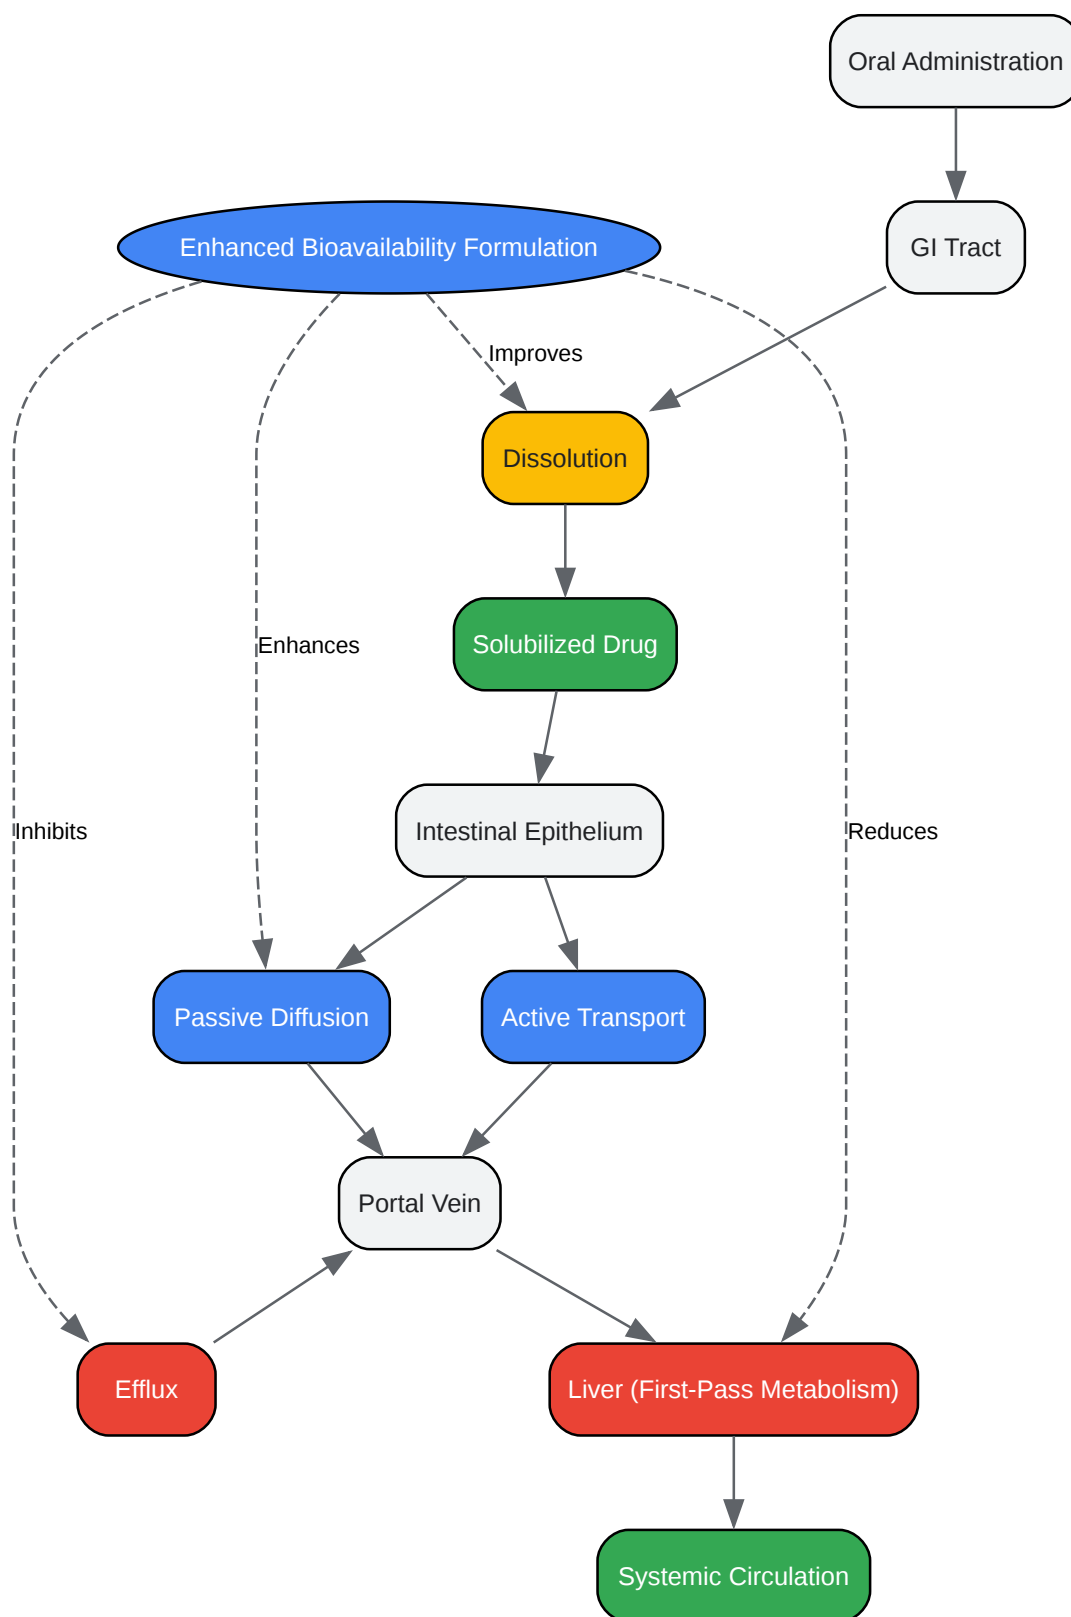 Oral Administration
Enhanced Bioavailability Formulation
GI Tract
Improves
Dissolution
Enhances
Solubilized Drug
Inhibits
Intestinal Epithelium
Reduces
Passive Diffusion
Active Transport
Portal Vein
Efflux
Liver (First-Pass Metabolism)
Systemic Circulation